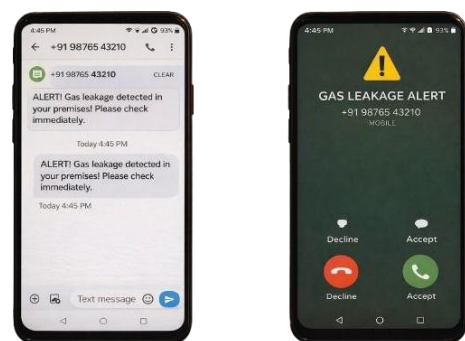 4:45 PM
93%
+91 98765 43210
+91 98765 43210
CLEAR
ALERT! Gas leakage detected in
your premises! Please check
immediately.
Today 4:45 PM
ALERT! Gas leakage detected in
your premises! Please check
immediately.
Today 4:45 PM
Text message
4:45 PM
93%
GAS LEAKAGE ALERT
+91 98765 43210
MOBILE
Decline
Accept
Decline
Accept